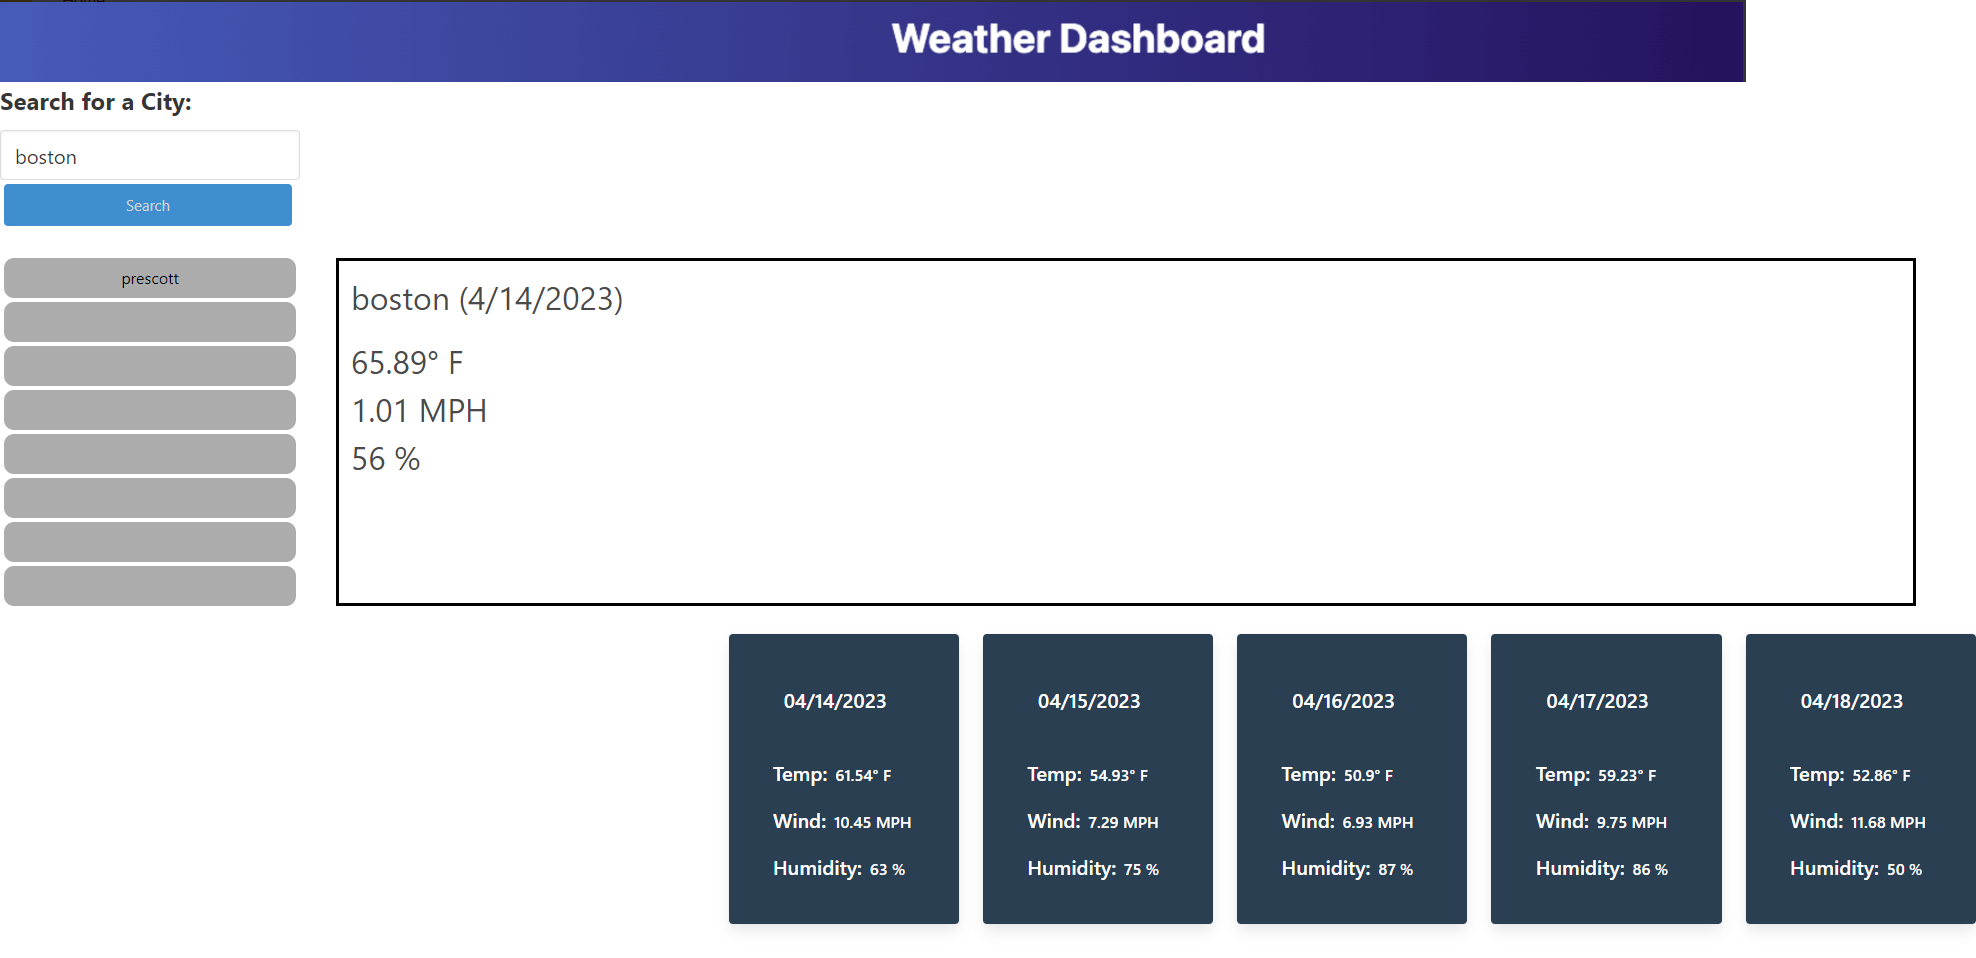 Weather Dashboard
Search for a City:
boston
Search
prescott
boston (4/14/2023)
65.89° F
1.01 MPH
56 %
04/14/2023
Temp: 61.54° F
Wind: 10.45 MPH
Humidity: 63 %
04/15/2023
Temp: 54.93° F
Wind: 7.29 MPH
Humidity: 75 %
04/16/2023
Temp: 50.9° F
Wind: 6.93 MPH
Humidity: 87 %
04/17/2023
Temp: 59.23° F
Wind: 9.75 MPH
Humidity: 86 %
04/18/2023
Temp: 52.86° F
Wind: 11.68 MPH
Humidity: 50 %